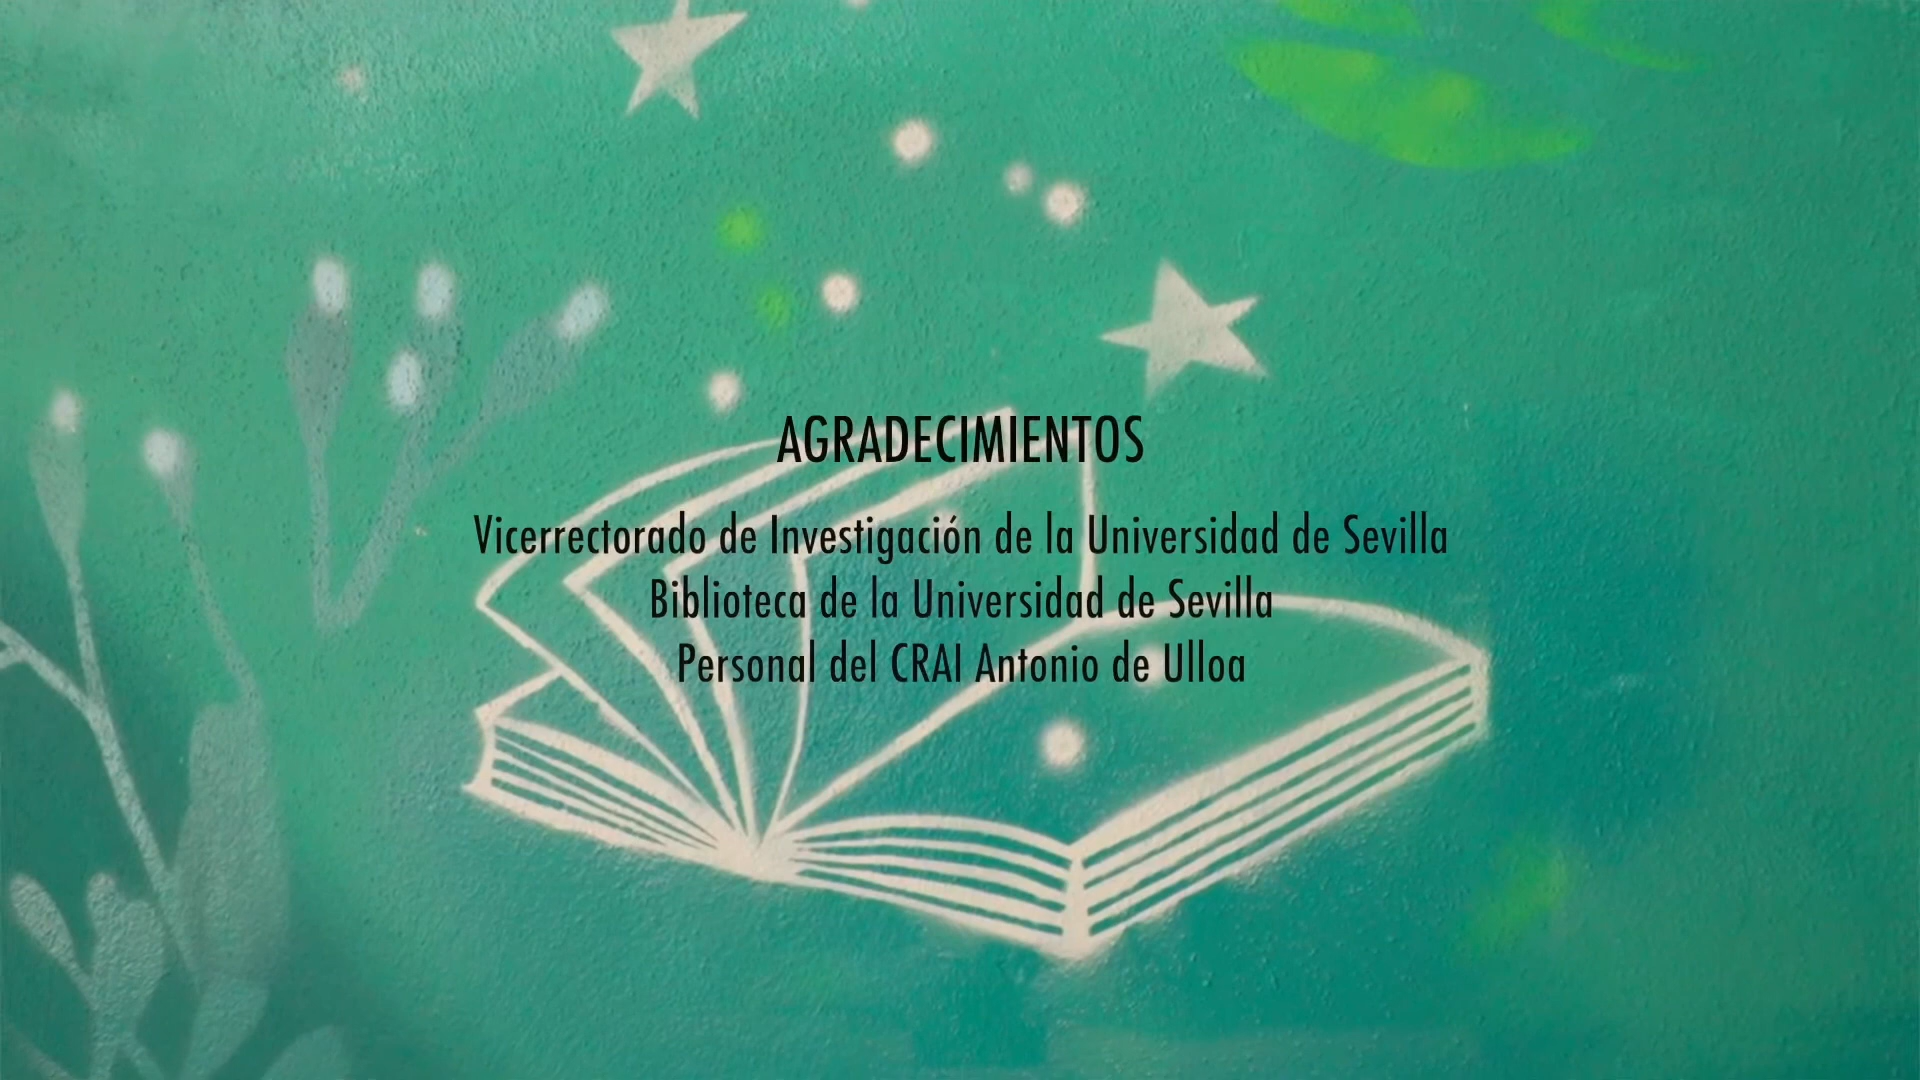 AGRADECIMIENTOS
Vicerrectorado de Investigación de la Universidad de Sevilla
Biblioteca de la Universidad de Sevilla
Personal del CRAI Antonio de Ulloa